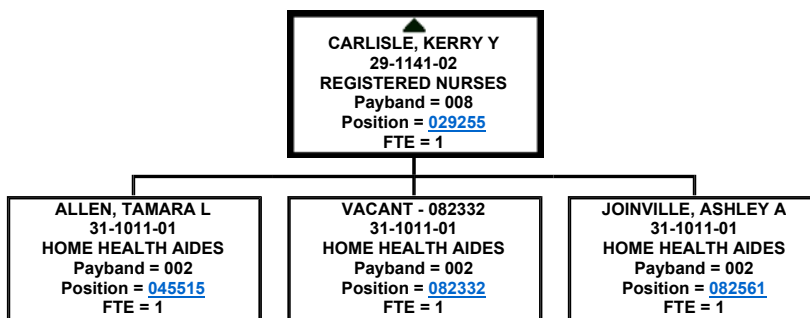 CARLISLE, KERRY Y
29-1141-02
REGISTERED NURSES
Payband = 008
Position = 029255
FTE = 1
ALLEN, TAMARA L
31-1011-01
HOME HEALTH AIDES
Payband = 002
Position = 045515
FTE = 1
VACANT - 082332
31-1011-01
HOME HEALTH AIDES
Payband = 002
Position = 082332
FTE = 1
JOINVILLE, ASHLEY A
31-1011-01
HOME HEALTH AIDES
Payband = 002
Position = 082561
FTE = 1